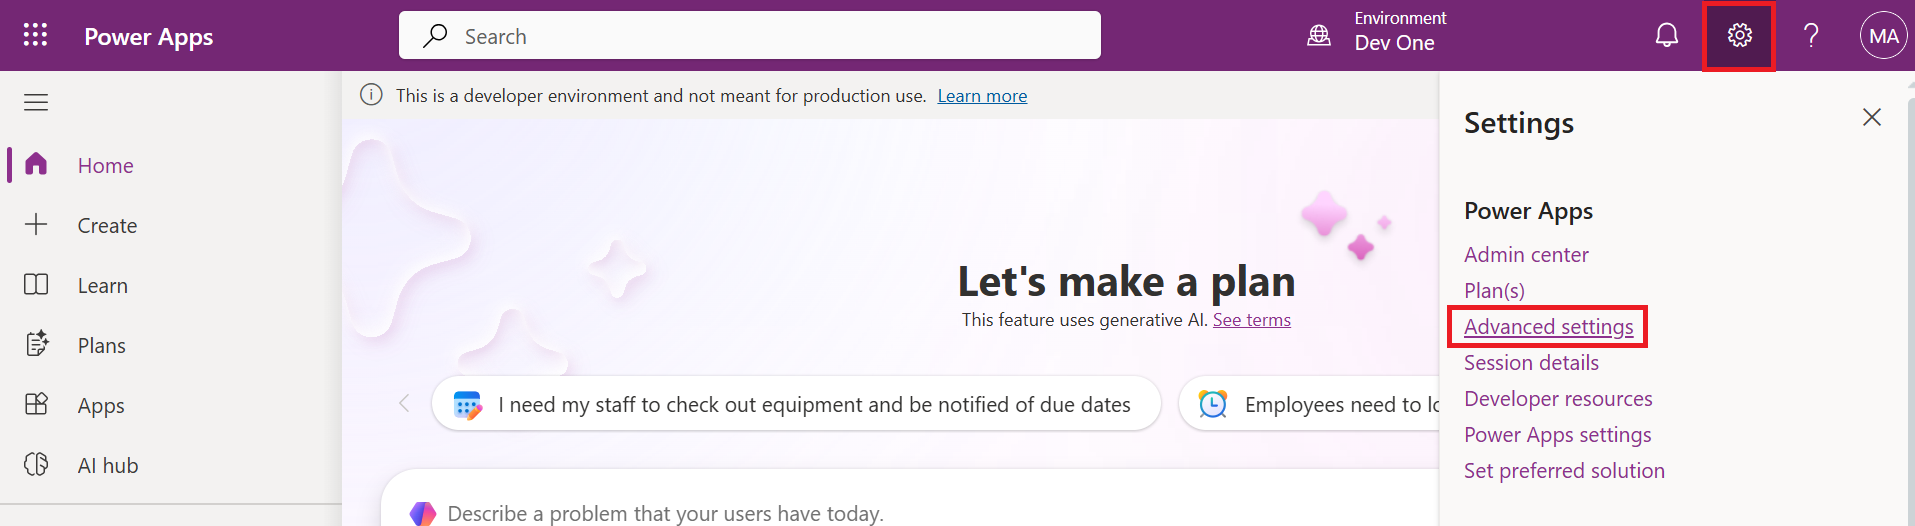 Power Apps
Search
Environment
Dev One
?
MA
This is a developer environment and not meant for production use. Learn more
Home
Create
Learn
Plans
Apps
AI hub
Let's make a plan
This feature uses generative AI. See terms
I need my staff to check out equipment and be notified of due dates
Employees need to lo
Describe a problem that your users have today.
Settings
Power Apps
Admin center
Plan(s)
Advanced settings
Session details
Developer resources
Power Apps settings
Set preferred solution